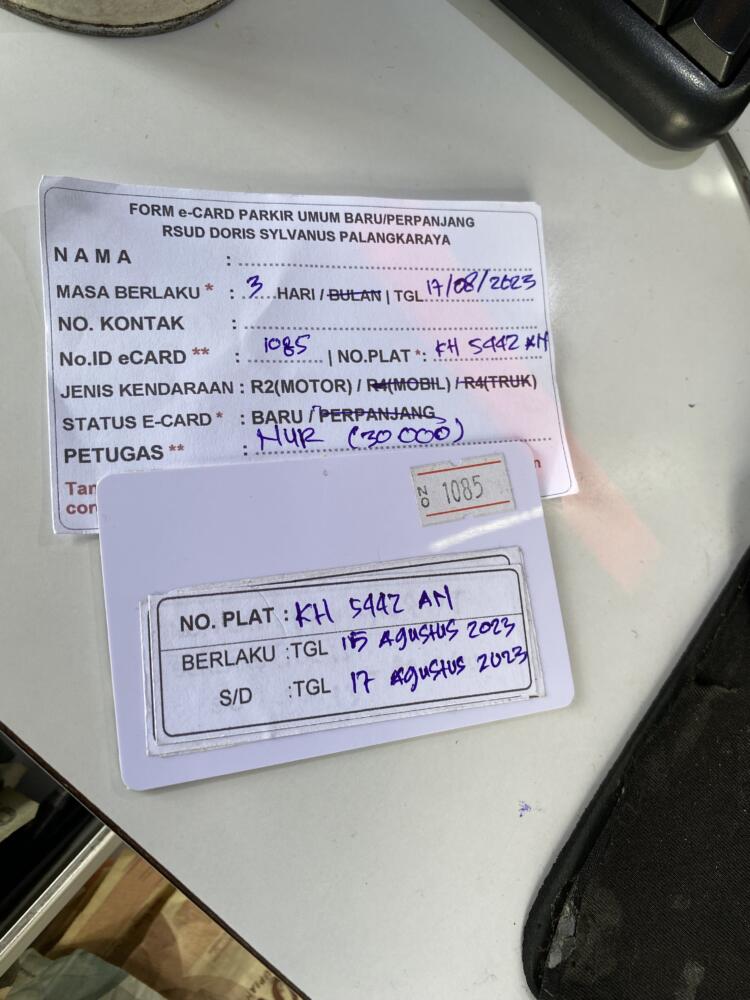 FORM e-CARD PARKIR UMUM BARU/PERPANJANG
RSUD DORIS SYLVANUS PALANGKARAYA
NAMA :
MASA BERLAKU * : 3 HARI / BULAN | TGL 17/08/2023
NO. KONTAK :
No.ID eCARD ** : 1085 | NO.PLAT *: KH 5442 AM
JENIS KENDARAAN : R2(MOTOR) / R4(MOBIL) / R4(TRUK)
STATUS E-CARD * : BARU / PERPANJANG
PETUGAS ** : NUR (30 000)
NO 1085
NO. PLAT : KH 5442 AM
BERLAKU :TGL 15 AGUSTUS 2023
S/D :TGL 17 AGUSTUS 2023